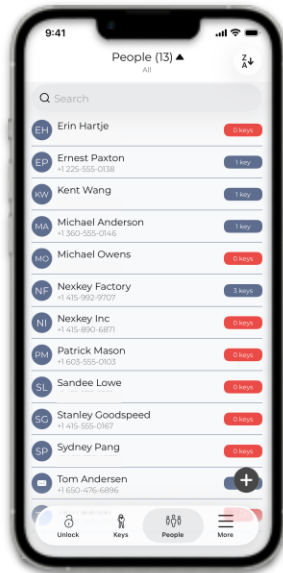 9:41
People (13) ▲
All
Z
A
Search
EH
Erin Hartje
0 keys
EP
Ernest Paxton
+1 225-555-0138
1 key
KW
Kent Wang
1 key
MA
Michael Anderson
+1 360-555-0146
1 key
MO
Michael Owens
0 keys
NF
Nexkey Factory
+1 415-992-9707
3 keys
NI
Nexkey Inc
+1 415-890-6871
0 keys
PM
Patrick Mason
+1 603-555-0103
0 keys
SL
Sandee Lowe
0 keys
SG
Stanley Goodspeed
+1 415-555-0167
0 keys
SP
Sydney Pang
0 keys
Tom Andersen
+1 650-476-6896
Unlock
Keys
People
More